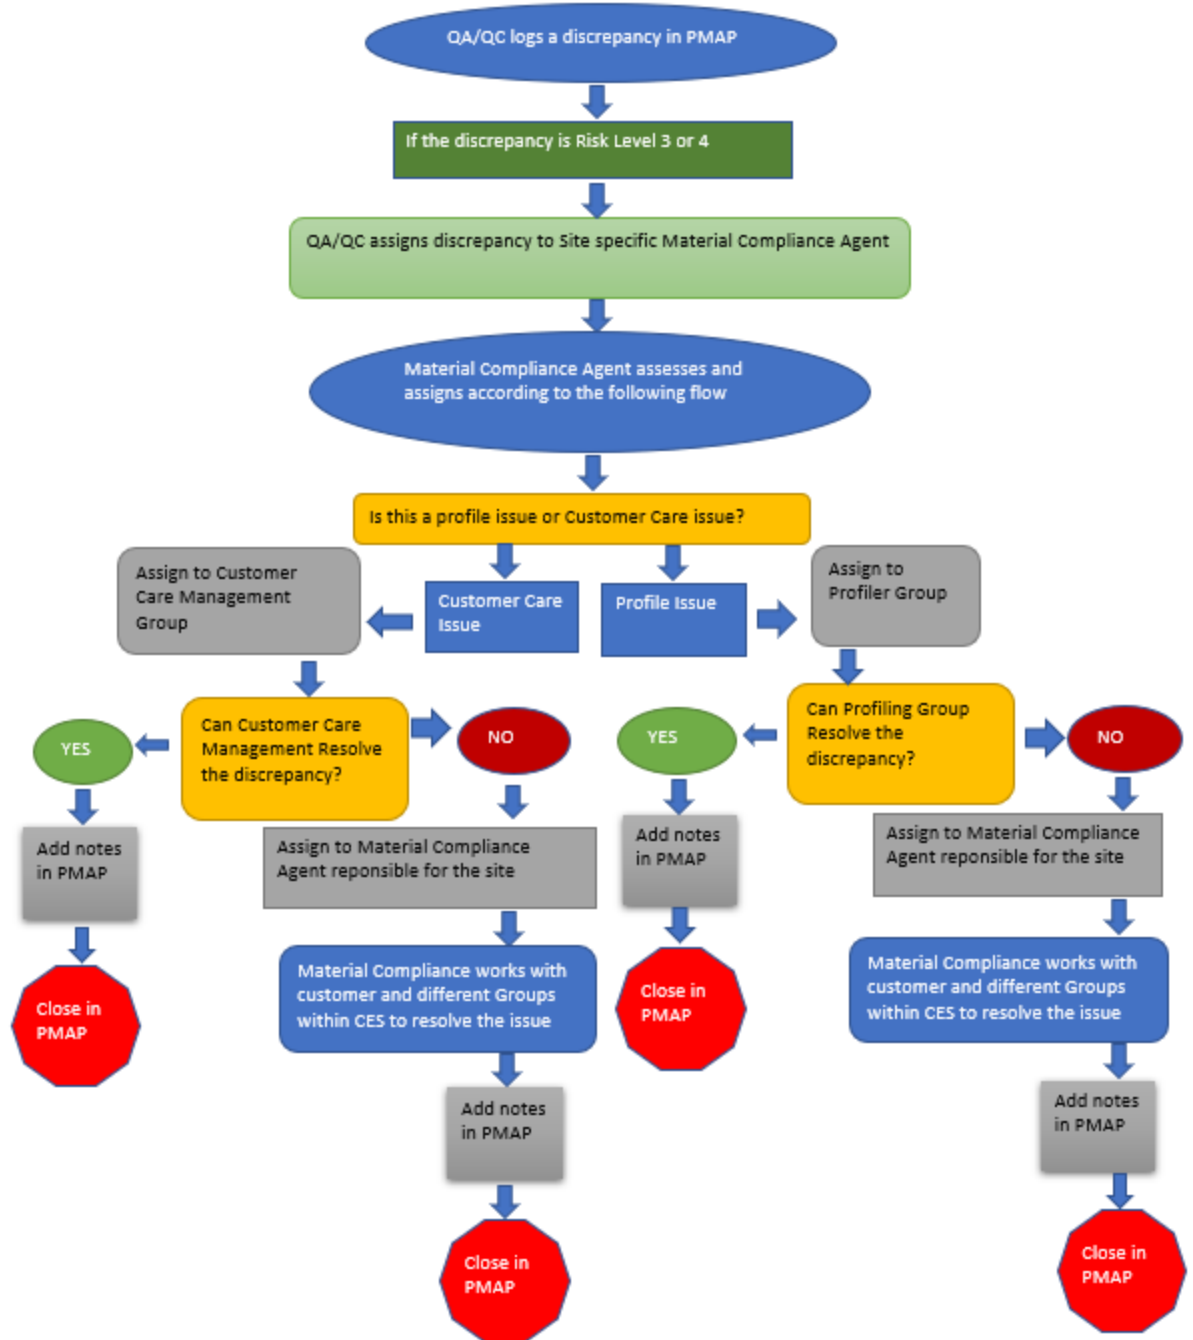 QA/QC logs a discrepancy in PMAP
If the discrepancy is Risk Level 3 or 4
QA/QC assigns discrepancy to Site specific Material Compliance Agent
Material Compliance Agent assesses and
assigns according to the following flow
Is this a profile issue or Customer Care issue?
Assign to Customer
Care Management
Group
Customer Care
Issue
Profile Issue
Assign to
Profiler Group
Can Customer Care
Management Resolve
the discrepancy?
YES
NO
Can Profiling Group
Resolve the
discrepancy?
YES
NO
Add notes
in PMAP
Assign to Material Compliance
Agent reponsible for the site
Add notes
in PMAP
Assign to Material Compliance
Agent reponsible for the site
Close in
PMAP
Material Compliance works with
customer and different Groups
within CES to resolve the issue
Close in
PMAP
Material Compliance works with
customer and different Groups
within CES to resolve the issue
Add notes
in PMAP
Add notes
in PMAP
Close in
PMAP
Close in
PMAP